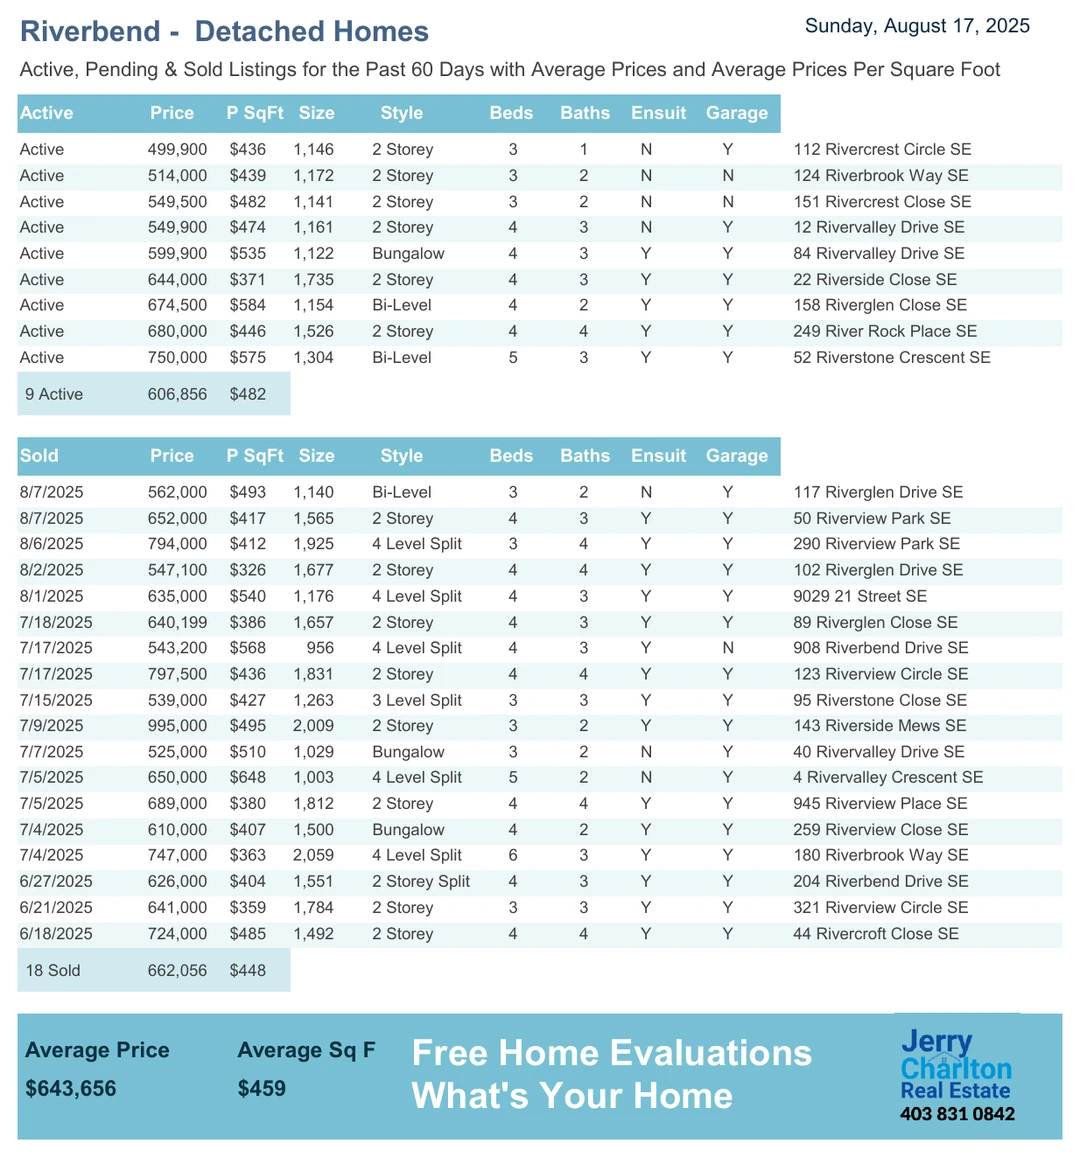 Riverbend -  Detached Homes
Sunday, August 17, 2025
Active, Pending & Sold Listings for the Past 60 Days with Average Prices and Average Prices Per Square Foot
Active Price P SqFt Size Style Beds Baths Ensuit Garage
Active 499,900 $436 1,146 2 Storey 3 1 N Y 112 Rivercrest Circle SE
Active 514,000 $439 1,172 2 Storey 3 2 N N 124 Riverbrook Way SE
Active 549,500 $482 1,141 2 Storey 3 2 N N 151 Rivercrest Close SE
Active 549,900 $474 1,161 2 Storey 4 3 N Y 12 Rivervalley Drive SE
Active 599,900 $535 1,122 Bungalow 4 3 Y Y 84 Rivervalley Drive SE
Active 644,000 $371 1,735 2 Storey 4 3 Y Y 22 Riverside Close SE
Active 674,500 $584 1,154 Bi-Level 4 2 Y Y 158 Riverglen Close SE
Active 680,000 $446 1,526 2 Storey 4 4 Y Y 249 River Rock Place SE
Active 750,000 $575 1,304 Bi-Level 5 3 Y Y 52 Riverstone Crescent SE
9 Active 606,856 $482
Sold Price P SqFt Size Style Beds Baths Ensuit Garage
8/7/2025 562,000 $493 1,140 Bi-Level 3 2 N Y 117 Riverglen Drive SE
8/7/2025 652,000 $417 1,565 2 Storey 4 3 Y Y 50 Riverview Park SE
8/6/2025 794,000 $412 1,925 4 Level Split 3 4 Y Y 290 Riverview Park SE
8/2/2025 547,100 $326 1,677 2 Storey 4 4 Y Y 102 Riverglen Drive SE
8/1/2025 635,000 $540 1,176 4 Level Split 4 3 Y Y 9029 21 Street SE
7/18/2025 640,199 $386 1,657 2 Storey 4 3 Y Y 89 Riverglen Close SE
7/17/2025 543,200 $568 956 4 Level Split 4 3 Y N 908 Riverbend Drive SE
7/17/2025 797,500 $436 1,831 2 Storey 4 4 Y Y 123 Riverview Circle SE
7/15/2025 539,000 $427 1,263 3 Level Split 3 3 Y Y 95 Riverstone Close SE
7/9/2025 995,000 $495 2,009 2 Storey 3 2 Y Y 143 Riverside Mews SE
7/7/2025 525,000 $510 1,029 Bungalow 3 2 N Y 40 Rivervalley Drive SE
7/5/2025 650,000 $648 1,003 4 Level Split 5 2 N Y 4 Rivervalley Crescent SE
7/5/2025 689,000 $380 1,812 2 Storey 4 4 Y Y 945 Riverview Place SE
7/4/2025 610,000 $407 1,500 Bungalow 4 2 Y Y 259 Riverview Close SE
7/4/2025 747,000 $363 2,059 4 Level Split 6 3 Y Y 180 Riverbrook Way SE
6/27/2025 626,000 $404 1,551 2 Storey Split 4 3 Y Y 204 Riverbend Drive SE
6/21/2025 641,000 $359 1,784 2 Storey 3 3 Y Y 321 Riverview Circle SE
6/18/2025 724,000 $485 1,492 2 Storey 4 4 Y Y 44 Rivercroft Close SE
18 Sold 662,056 $448
Average Price Average Sq F
$643,656 $459
Free Home Evaluations
What's Your Home
Jerry
Charlton
Real Estate
403 831 0842